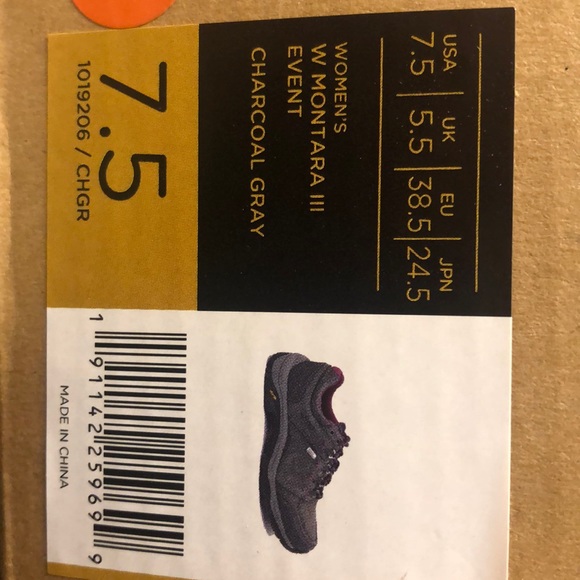 USA UK EU JPN
7.5 5.5 38.5 24.5
WOMEN'S
W MONTARA III
EVENT
CHARCOAL GRAY
7.5
1019206 / CHGR
1 91142 25969 9
MADE IN CHINA